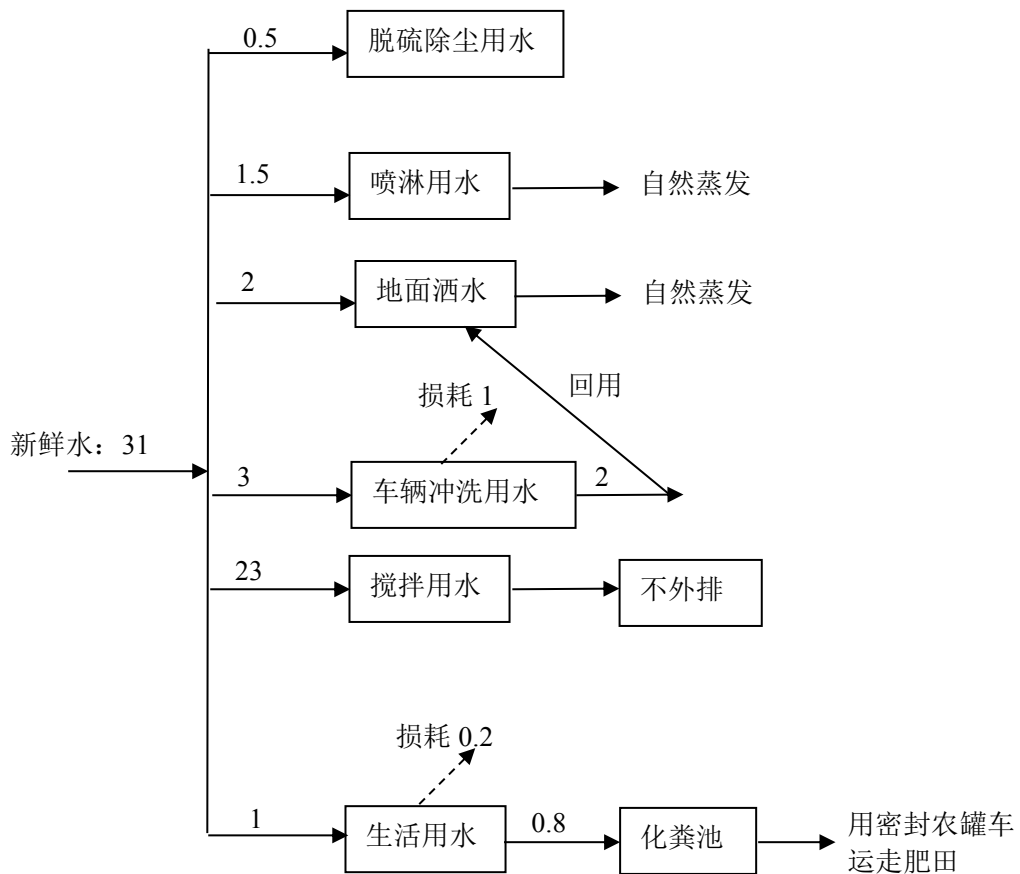 0.5
脱硫除尘用水
1.5
喷淋用水
自然蒸发
2
地面洒水
自然蒸发
回用
损耗 1
新鲜水：31
3
车辆冲洗用水
2
23
搅拌用水
不外排
损耗 0.2
1
生活用水
0.8
化粪池
用密封农罐车
运走肥田